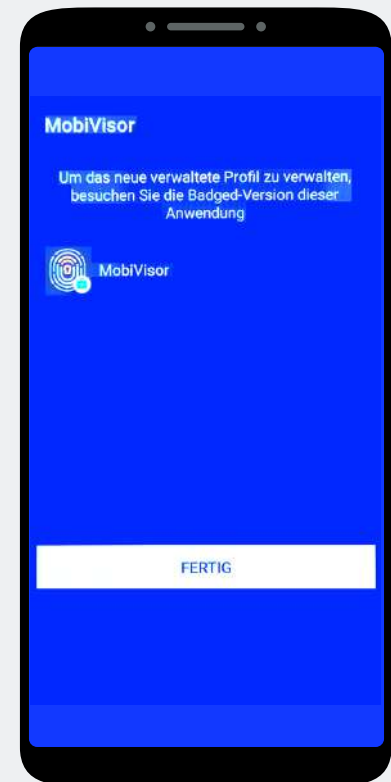 MobiVisor
Um das neue verwaltete Profil zu verwalten,
besuchen Sie die Badged-Version dieser
Anwendung
MobiVisor
FERTIG